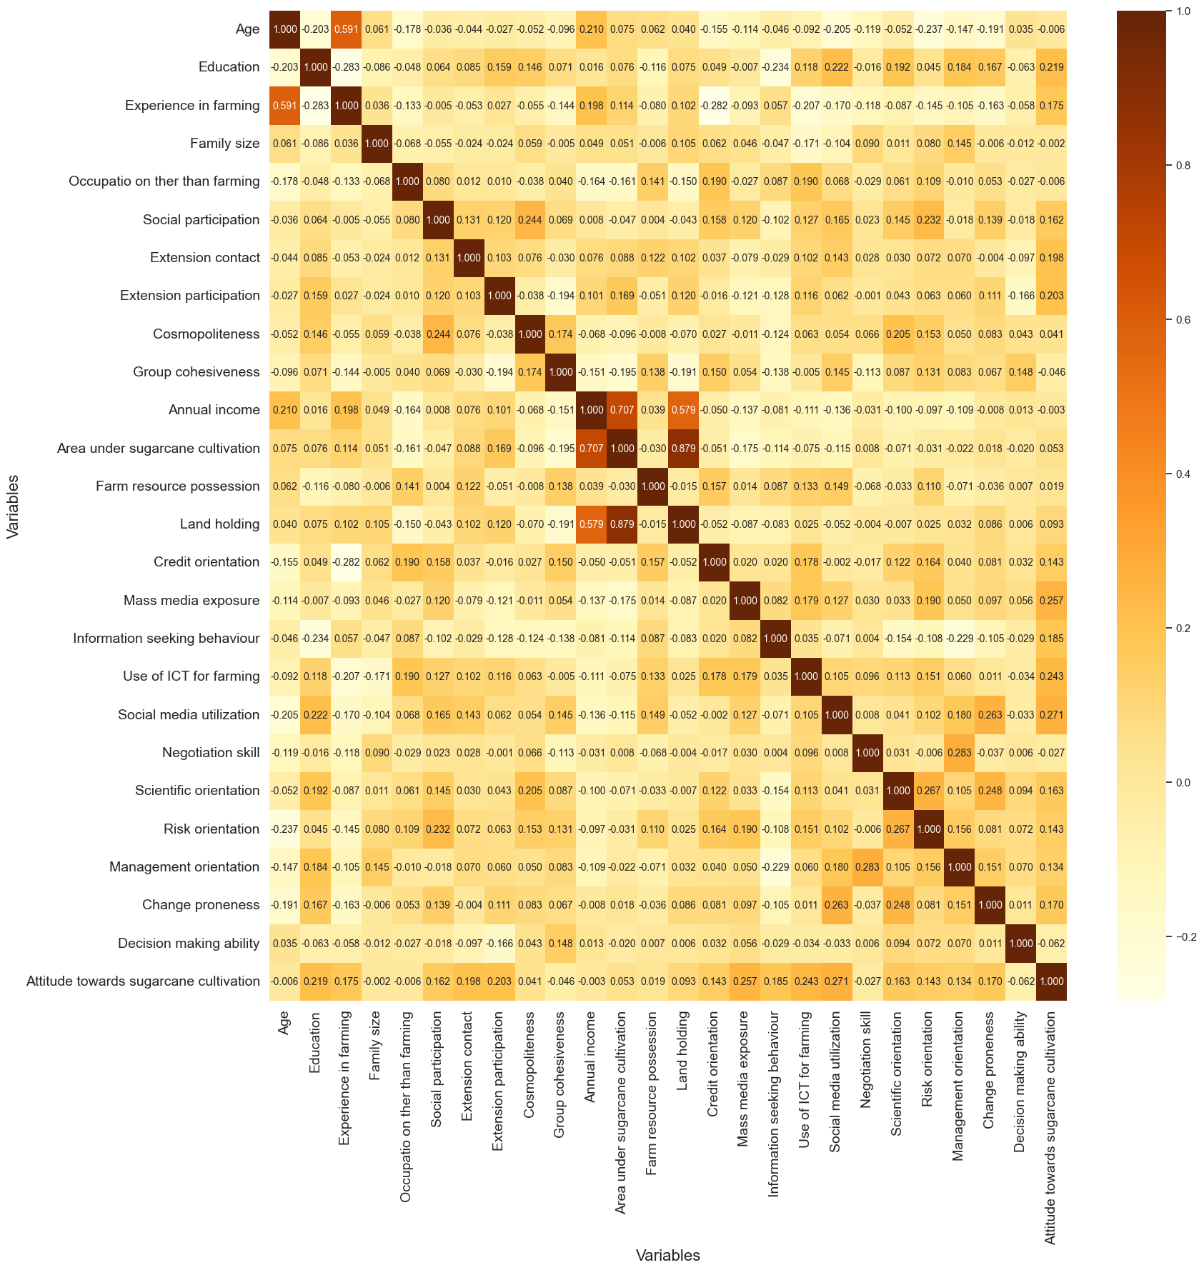 Age 1.000 -0.203 0.591 0.061 -0.178 -0.036 -0.044 -0.027 -0.052 -0.096 0.210 0.075 0.062 0.040 -0.155 -0.114 -0.046 -0.092 -0.205 -0.119 -0.052 -0.237 -0.147 -0.191 0.035 -0.006
Education -0.203 1.000 -0.283 -0.086 -0.048 0.064 0.085 0.159 0.146 0.071 0.016 0.076 -0.116 0.075 0.049 -0.007 -0.234 0.118 0.222 -0.016 0.192 0.045 0.184 0.167 -0.063 0.219
Experience in farming 0.591 -0.283 1.000 0.036 -0.133 -0.005 -0.053 0.027 -0.055 -0.144 0.198 0.114 -0.080 0.102 -0.282 -0.093 0.057 -0.207 -0.170 -0.118 -0.087 -0.145 -0.105 -0.163 -0.058 0.175
Family size 0.061 -0.086 0.036 1.000 -0.068 -0.055 -0.024 -0.024 0.059 -0.005 0.049 0.051 -0.006 0.105 0.062 0.046 -0.047 -0.171 -0.104 0.090 0.011 0.080 0.145 -0.006 -0.012 -0.002
Occupatio on ther than farming -0.178 -0.048 -0.133 -0.068 1.000 0.080 0.012 0.010 -0.038 0.040 -0.164 -0.161 0.141 -0.150 0.190 -0.027 0.087 0.190 0.068 -0.029 0.061 0.109 -0.010 0.053 -0.027 -0.006
Social participation -0.036 0.064 -0.005 -0.055 0.080 1.000 0.131 0.120 0.244 0.069 0.008 -0.047 0.004 -0.043 0.158 0.120 -0.102 0.127 0.165 0.023 0.145 0.232 -0.018 0.139 -0.018 0.162
Extension contact -0.044 0.085 -0.053 -0.024 0.012 0.131 1.000 0.103 0.076 -0.030 0.076 0.088 0.122 0.102 0.037 -0.079 -0.029 0.102 0.143 0.028 0.030 0.072 0.070 -0.004 -0.097 0.198
Extension participation -0.027 0.159 0.027 -0.024 0.010 0.120 0.103 1.000 -0.038 -0.194 0.101 0.169 -0.051 0.120 -0.016 -0.121 -0.128 0.116 0.062 -0.001 0.043 0.063 0.060 0.111 -0.166 0.203
Cosmopoliteness -0.052 0.146 -0.055 0.059 -0.038 0.244 0.076 -0.038 1.000 0.174 -0.068 -0.096 -0.008 -0.070 0.027 -0.011 -0.124 0.063 0.054 0.066 0.205 0.153 0.050 0.083 0.043 0.041
Group cohesiveness -0.096 0.071 -0.144 -0.005 0.040 0.069 -0.030 -0.194 0.174 1.000 -0.151 -0.195 0.138 -0.191 0.150 0.054 -0.138 -0.005 0.145 -0.113 0.087 0.131 0.083 0.067 0.148 -0.046
Annual income 0.210 0.016 0.198 0.049 -0.164 0.008 0.076 0.101 -0.068 -0.151 1.000 0.707 0.039 0.579 -0.050 -0.137 -0.081 -0.111 -0.136 -0.031 -0.100 -0.097 -0.109 -0.008 0.013 -0.003
Area under sugarcane cultivation 0.075 0.076 0.114 0.051 -0.161 -0.047 0.088 0.169 -0.096 -0.195 0.707 1.000 -0.030 0.879 -0.051 -0.175 -0.114 -0.075 -0.115 0.008 -0.071 -0.031 -0.022 0.018 -0.020 0.053
Farm resource possession 0.062 -0.116 -0.080 -0.006 0.141 0.004 0.122 -0.051 -0.008 0.138 0.039 -0.030 1.000 -0.015 0.157 0.014 0.087 0.133 0.149 -0.068 -0.033 0.110 -0.071 -0.036 0.007 0.019
Land holding 0.040 0.075 0.102 0.105 -0.150 -0.043 0.102 0.120 -0.070 -0.191 0.579 0.879 -0.015 1.000 -0.052 -0.087 -0.083 0.025 -0.052 -0.004 -0.007 0.025 0.032 0.086 0.006 0.093
Credit orientation -0.155 0.049 -0.282 0.062 0.190 0.158 0.037 -0.016 0.027 0.150 -0.050 -0.051 0.157 -0.052 1.000 0.020 0.020 0.178 -0.002 -0.017 0.122 0.164 0.040 0.081 0.032 0.143
Mass media exposure -0.114 -0.007 -0.093 0.046 -0.027 0.120 -0.079 -0.121 -0.011 0.054 -0.137 -0.175 0.014 -0.087 0.020 1.000 0.082 0.179 0.127 0.030 0.033 0.190 0.050 0.097 0.056 0.257
Information seeking behaviour -0.046 -0.234 0.057 -0.047 0.087 -0.102 -0.029 -0.128 -0.124 -0.138 -0.081 -0.114 0.087 -0.083 0.020 0.082 1.000 0.035 -0.071 0.004 -0.154 -0.108 -0.229 -0.105 -0.029 0.185
Use of ICT for farming -0.092 0.118 -0.207 -0.171 0.190 0.127 0.102 0.116 0.063 -0.005 -0.111 -0.075 0.133 0.025 0.178 0.179 0.035 1.000 0.105 0.096 0.113 0.151 0.060 0.011 -0.034 0.243
Social media utilization -0.205 0.222 -0.170 -0.104 0.068 0.165 0.143 0.062 0.054 0.145 -0.136 -0.115 0.149 -0.052 -0.002 0.127 -0.071 0.105 1.000 0.008 0.041 0.102 0.180 0.263 -0.033 0.271
Negotiation skill -0.119 -0.016 -0.118 0.090 -0.029 0.023 0.028 -0.001 0.066 -0.113 -0.031 0.008 -0.068 -0.004 -0.017 0.030 0.004 0.096 0.008 1.000 0.031 -0.006 0.283 -0.037 0.006 -0.027
Scientific orientation -0.052 0.192 -0.087 0.011 0.061 0.145 0.030 0.043 0.205 0.087 -0.100 -0.071 -0.033 -0.007 0.122 0.033 -0.154 0.113 0.041 0.031 1.000 0.267 0.105 0.248 0.094 0.163
Risk orientation -0.237 0.045 -0.145 0.080 0.109 0.232 0.072 0.063 0.153 0.131 -0.097 -0.031 0.110 0.025 0.164 0.190 -0.108 0.151 0.102 -0.006 0.267 1.000 0.156 0.081 0.072 0.143
Management orientation -0.147 0.184 -0.105 0.145 -0.010 -0.018 0.070 0.060 0.050 0.083 -0.109 -0.022 -0.071 0.032 0.040 0.050 -0.229 0.060 0.180 0.283 0.105 0.156 1.000 0.151 0.070 0.134
Change proneness -0.191 0.167 -0.163 -0.006 0.053 0.139 -0.004 0.111 0.083 0.067 -0.008 0.018 -0.036 0.086 0.081 0.097 -0.105 0.011 0.263 -0.037 0.248 0.081 0.151 1.000 0.011 0.170
Decision making ability 0.035 -0.063 -0.058 -0.012 -0.027 -0.018 -0.097 -0.166 0.043 0.148 0.013 -0.020 0.007 0.006 0.032 0.056 -0.029 -0.034 -0.033 0.006 0.094 0.072 0.070 0.011 1.000 -0.062
Attitude towards sugarcane cultivation -0.006 0.219 0.175 -0.002 -0.006 0.162 0.198 0.203 0.041 -0.046 -0.003 0.053 0.019 0.093 0.143 0.257 0.185 0.243 0.271 -0.027 0.163 0.143 0.134 0.170 -0.062 1.000
Variables
Age
Education
Experience in farming
Family size
Occupatio on ther than farming
Social participation
Extension contact
Extension participation
Cosmopoliteness
Group cohesiveness
Annual income
Area under sugarcane cultivation
Farm resource possession
Land holding
Credit orientation
Mass media exposure
Information seeking behaviour
Use of ICT for farming
Social media utilization
Negotiation skill
Scientific orientation
Risk orientation
Management orientation
Change proneness
Decision making ability
Attitude towards sugarcane cultivation
Variables
1.0
0.8
0.6
0.4
0.2
0.0
−0.2